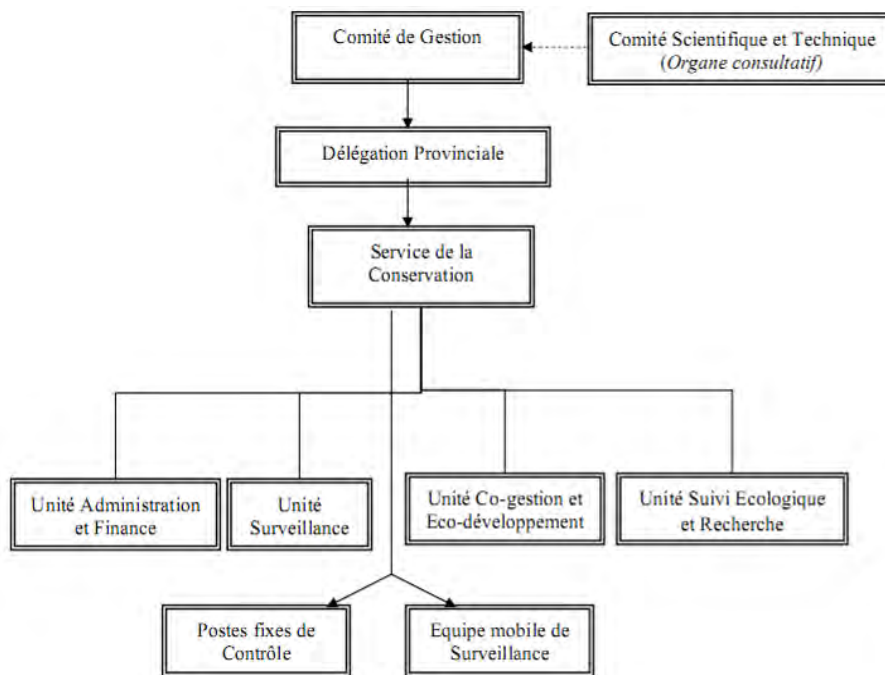 Comité de Gestion
Comité Scientifique et Technique
(Organe consultatif)
Délégation Provinciale
Service de la
Conservation
Unité Administration
et Finance
Unité
Surveillance
Unité Co-gestion et
Eco-développement
Unité Suivi Ecologique
et Recherche
Postes fixes de
Contrôle
Equipe mobile de
Surveillance